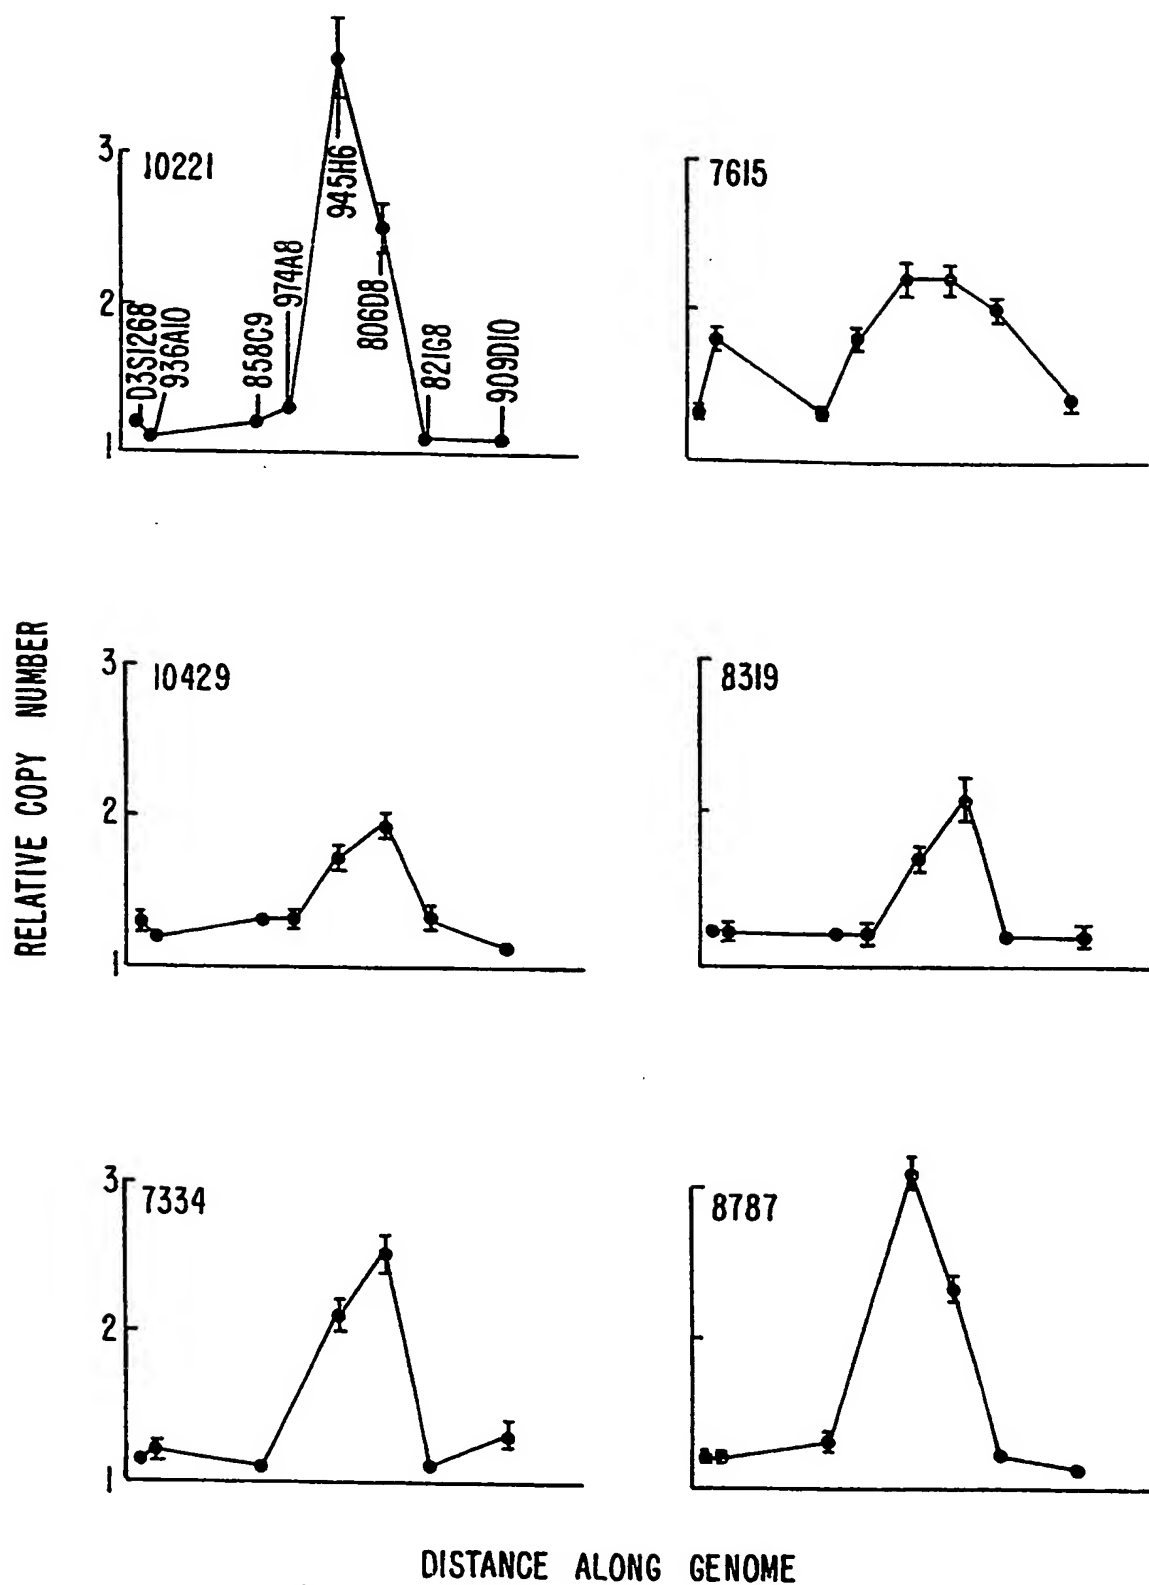 3
10221
945H6
2
974A8
806D8
D3S1268
936A10
858C9
821G8
909D10
1
7615
RELATIVE COPY NUMBER
3
10429
2
1
8319
3
7334
2
1
8787
DISTANCE ALONG GENOME